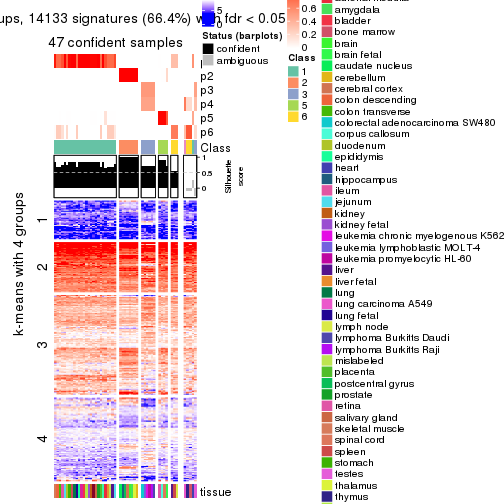 ups, 14133 signatures (66.4%) with fdr < 0.05
47 confident samples
p2
p3
p4
p5
p6
Class
1
0.5
0
Silhouette
score
k-means with 4 groups
1
2
3
4
tissue
5
0
Status (barplots)
confident
ambiguous
0.6
0.4
0.2
0
Class
1
2
3
5
6
amygdala
bladder
bone marrow
brain
brain fetal
caudate nucleus
cerebellum
cerebral cortex
colon descending
colon transverse
colorectal adenocarcinoma SW480
corpus callosum
duodenum
epididymis
heart
hippocampus
ileum
jejunum
kidney
kidney fetal
leukemia chronic myelogenous K562
leukemia lymphoblastic MOLT-4
leukemia promyelocytic HL-60
liver
liver fetal
lung
lung carcinoma A549
lung fetal
lymph node
lymphoma Burkitts Daudi
lymphoma Burkitts Raji
mislabeled
placenta
postcentral gyrus
prostate
retina
salivary gland
skeletal muscle
spinal cord
spleen
stomach
testes
thalamus
thymus